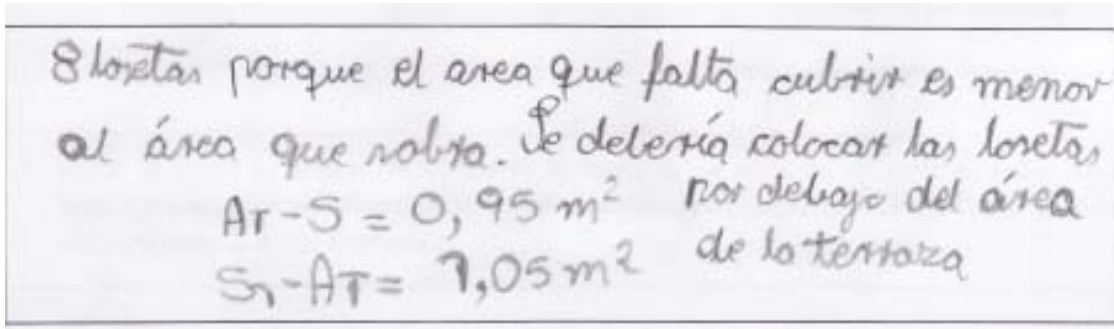 8 losetas porque el area que falta cubrir es menor
al área que sobra. Se debería colocar las losetas
AT-S = 0,95 m² por debajo del área
S₁-AT = 1,05 m² de la terraza